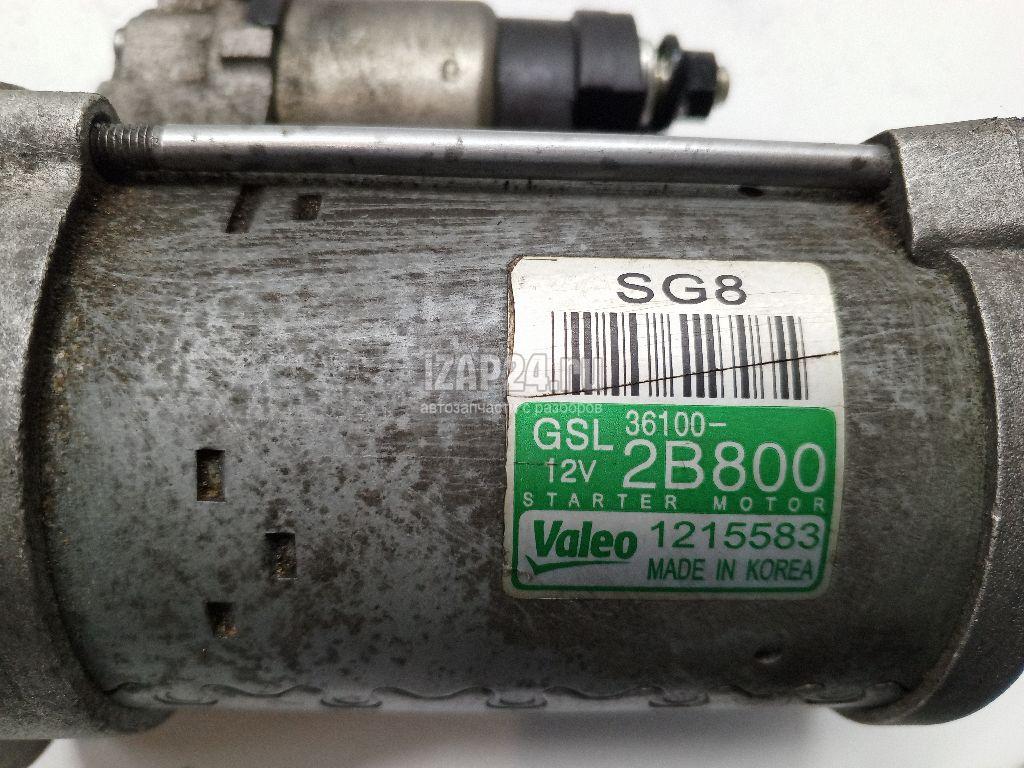 SG8
IZAP24.ru
автозапчасти с разборов
GSL 36100-
12V 2B800
STARTER MOTOR
Valeo 1215583
MADE IN KOREA